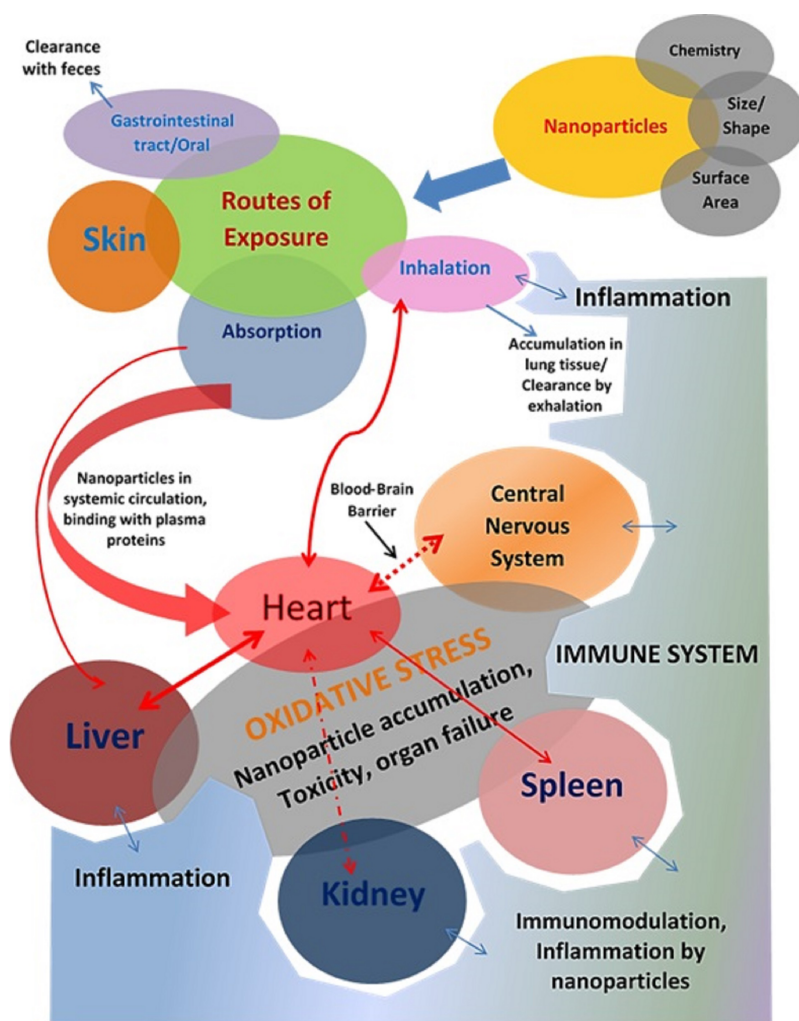 Clearance
with feces
Gastrointestinal
tract/Oral
Nanoparticles
Chemistry
Size/
Shape
Surface
Area
Skin
Routes of
Exposure
Inhalation
Inflammation
Absorption
Accumulation in
lung tissue/
Clearance by
exhalation
Nanoparticles in
systemic circulation,
binding with plasma
proteins
Blood-Brain
Barrier
Central
Nervous
System
Heart
IMMUNE SYSTEM
OXIDATIVE STRESS
Nanoparticle accumulation,
Toxicity, organ failure
Liver
Spleen
Inflammation
Kidney
Immunomodulation,
Inflammation by
nanoparticles